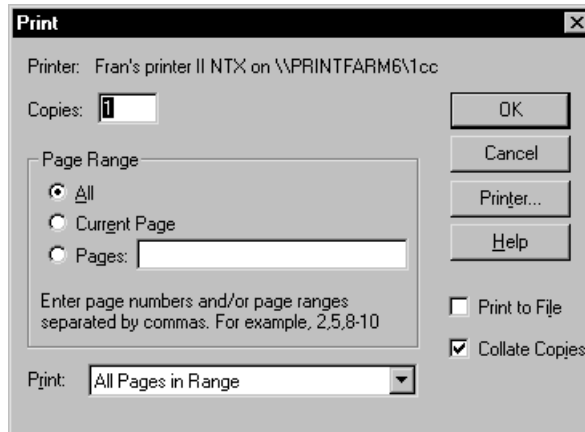 Print
Printer: Fran's printer II NTX on \\PRINTFARM6\1cc
Copies: 1
OK
Page Range
Cancel
All
Printer...
Current Page
Help
Pages:
Enter page numbers and/or page ranges
separated by commas. For example, 2,5,8-10
Print to File
Collate Copies
Print: All Pages in Range